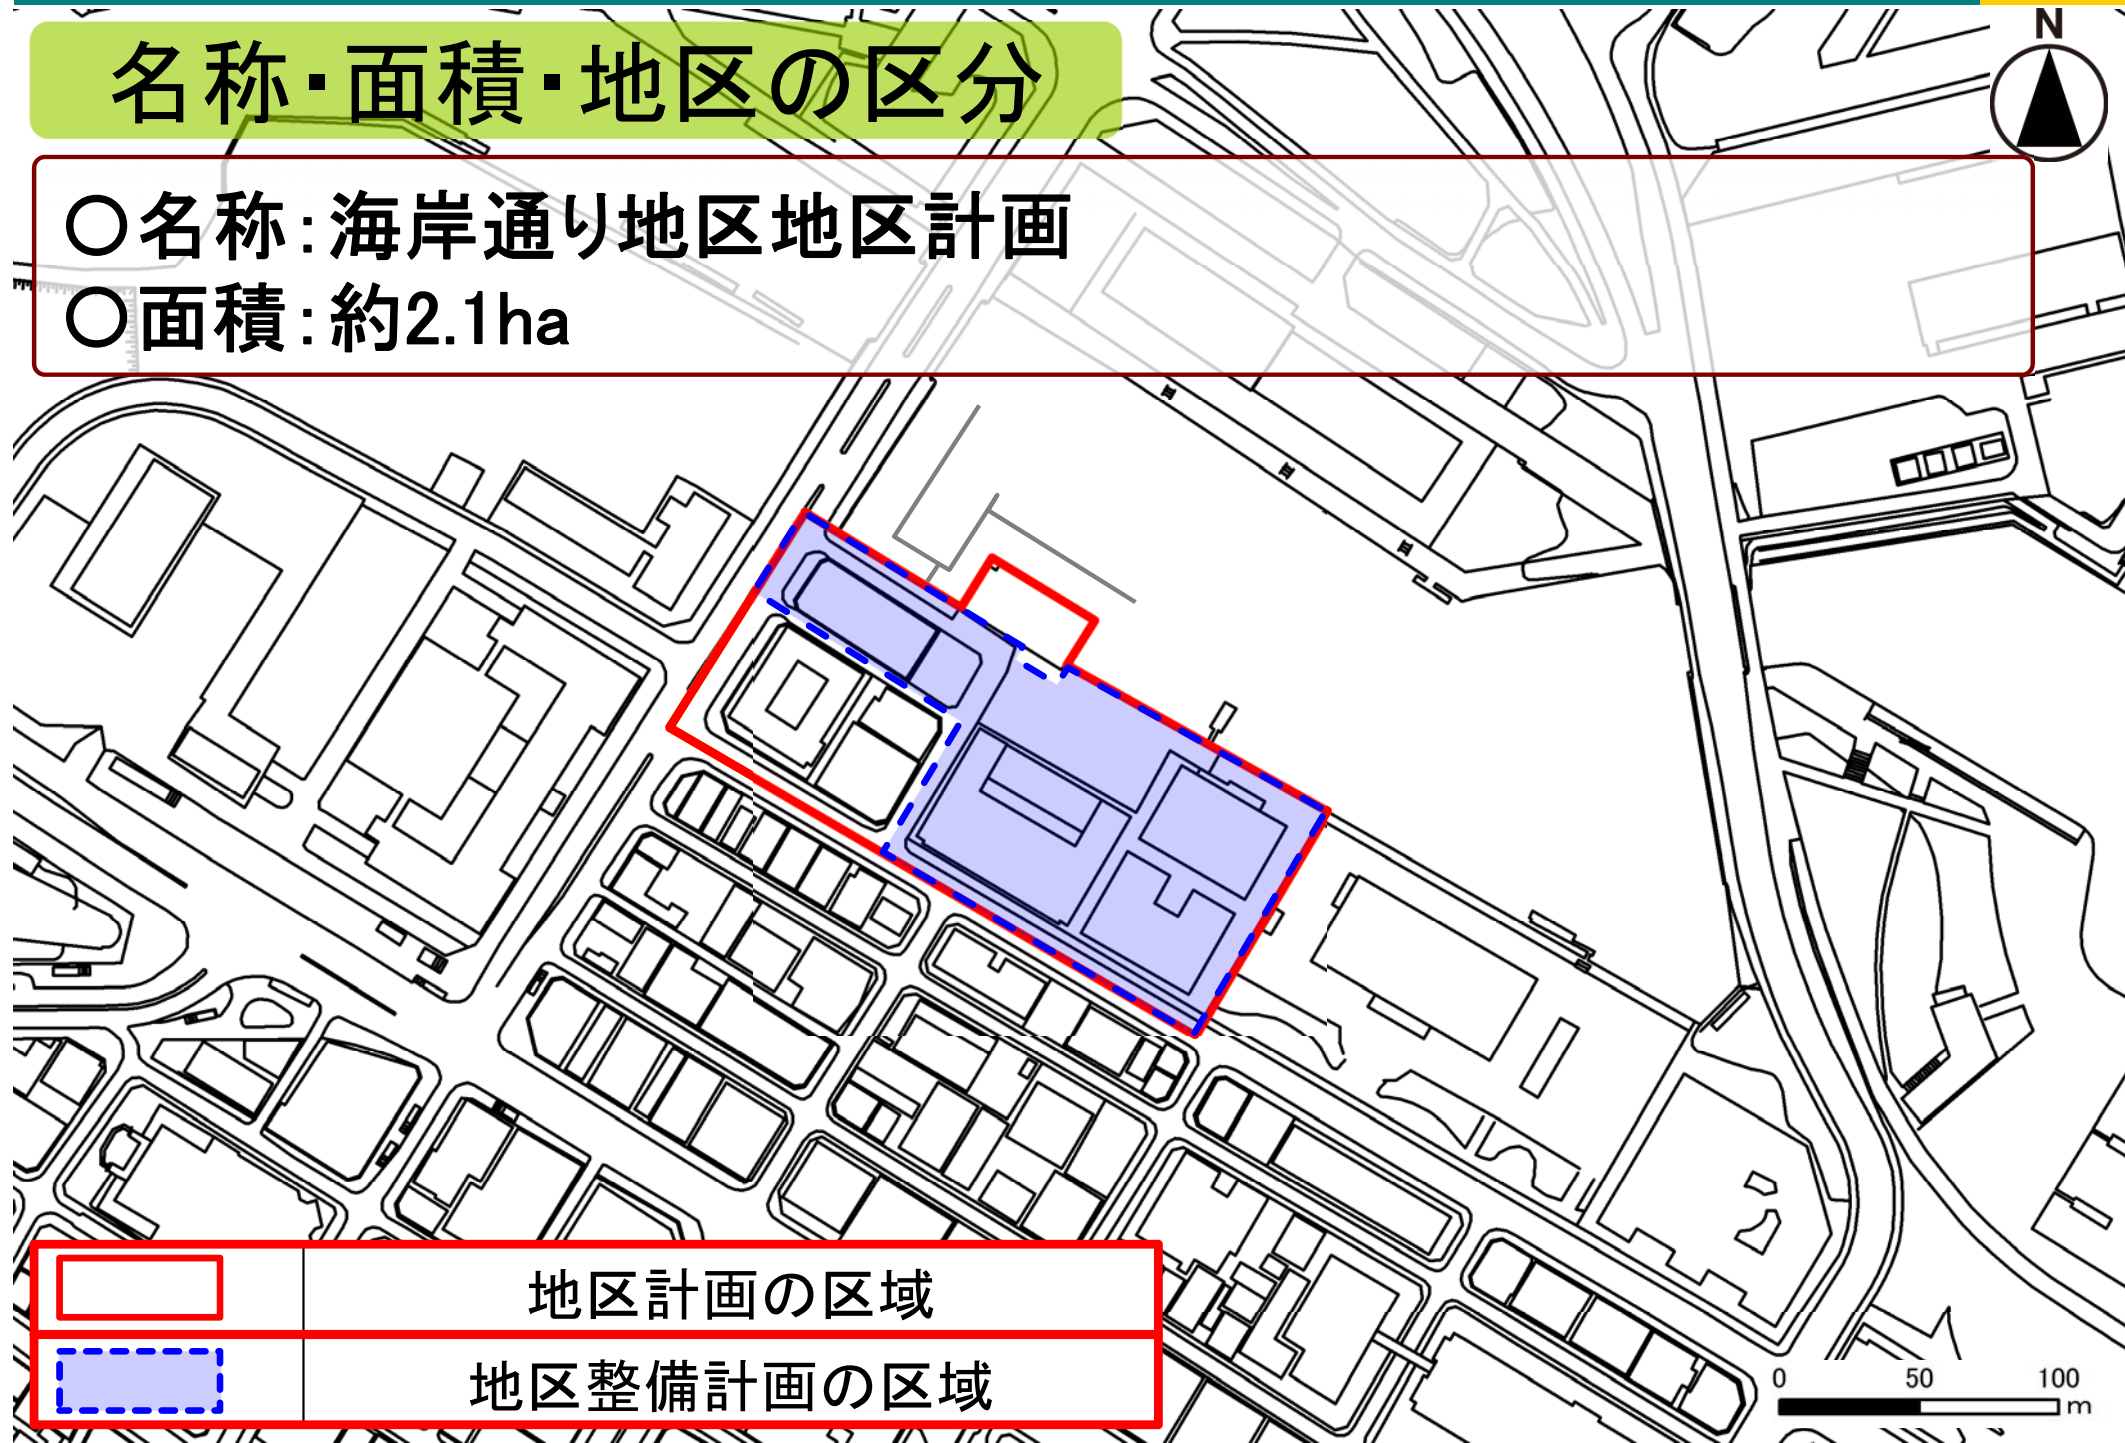 名称・面積・地区の区分
N
○名称：海岸通り地区地区計画
○面積：約2.1ha
地区計画の区域
地区整備計画の区域
0 50 100
m